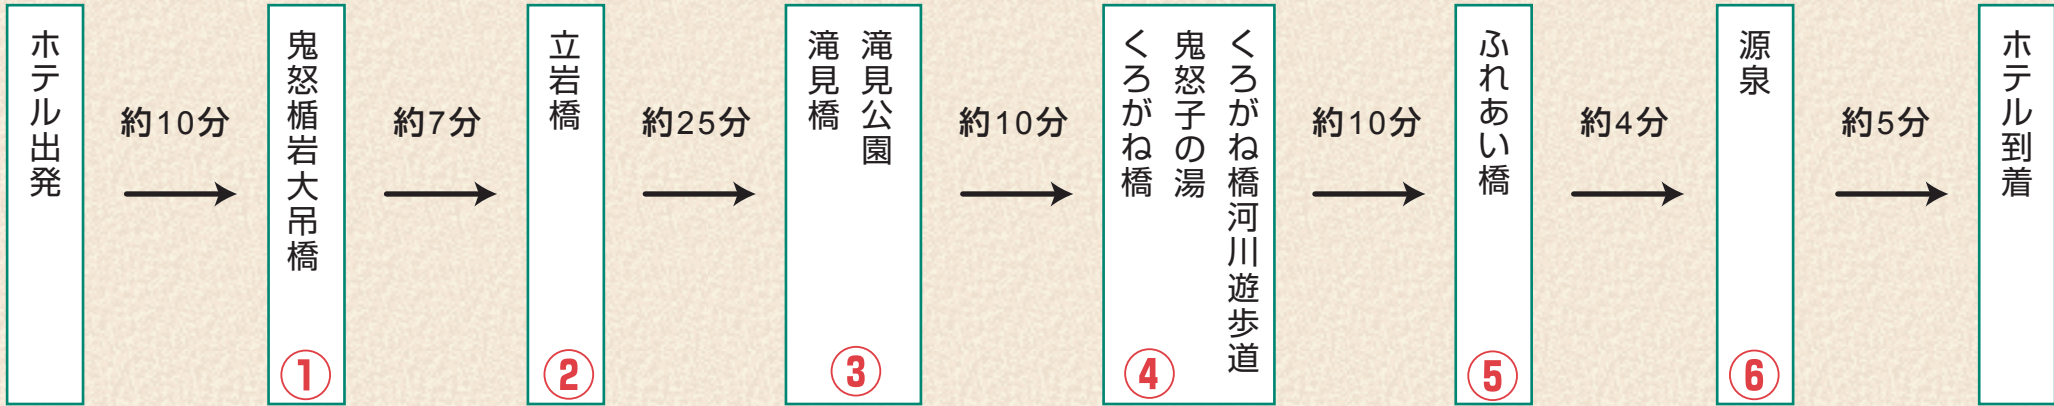 ホテル出発
約10分
鬼怒楯岩大吊橋
①
約7分
立岩橋
②
約25分
滝見公園
滝見橋
③
約10分
くろがね橋河川遊歩道
鬼怒子の湯
くろがね橋
④
約10分
ふれあい橋
⑤
約4分
源泉
⑥
約5分
ホテル到着